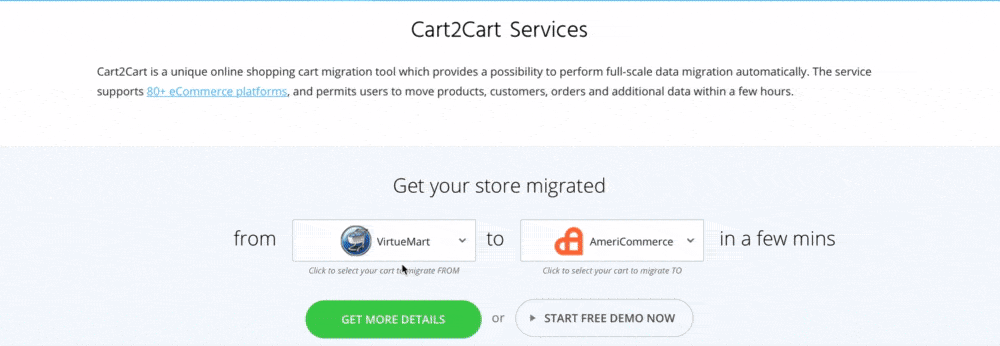 Cart2Cart Services
Cart2Cart is a unique online shopping cart migration tool which provides a possibility to perform full-scale data migration automatically. The service
supports 80+ eCommerce platforms, and permits users to move products, customers, orders and additional data within a few hours.
Get your store migrated
from VirtueMart to AmeriCommerce in a few mins
Click to select your cart to migrate FROM Click to select your cart to migrate TO
GET MORE DETAILS or START FREE DEMO NOW